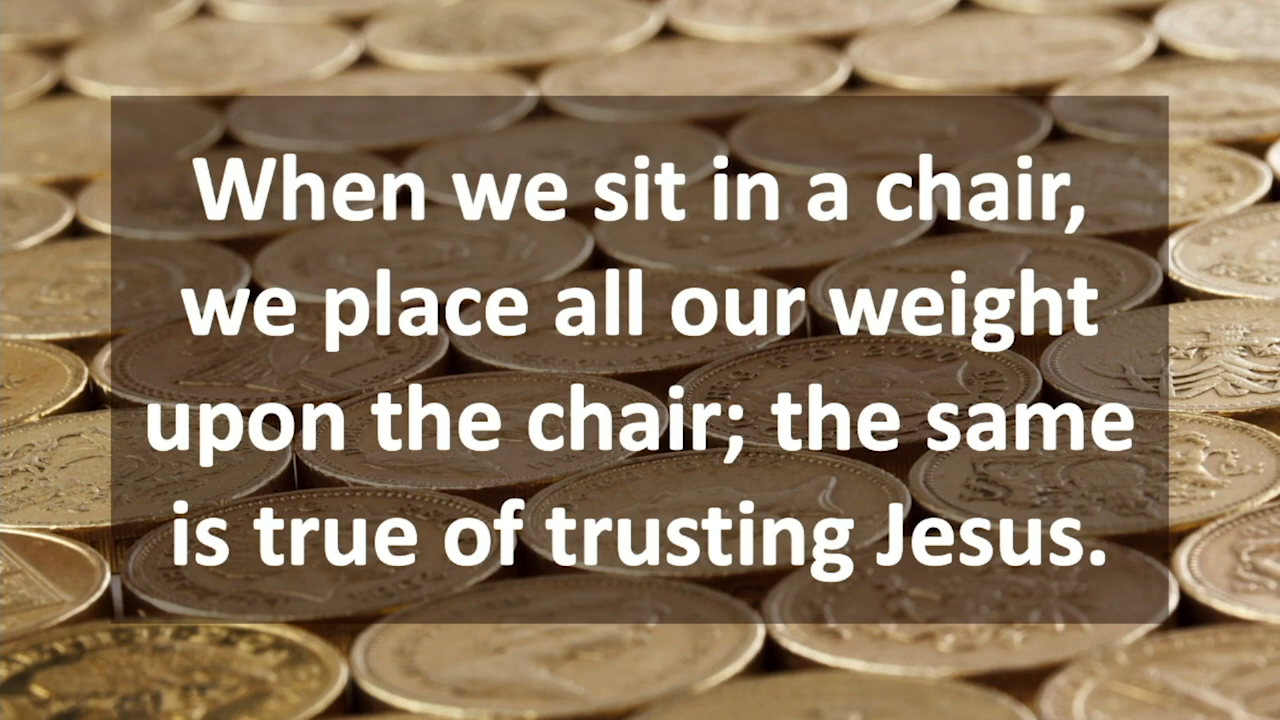 When we sit in a chair,
we place all our weight
upon the chair; the same
is true of trusting Jesus.